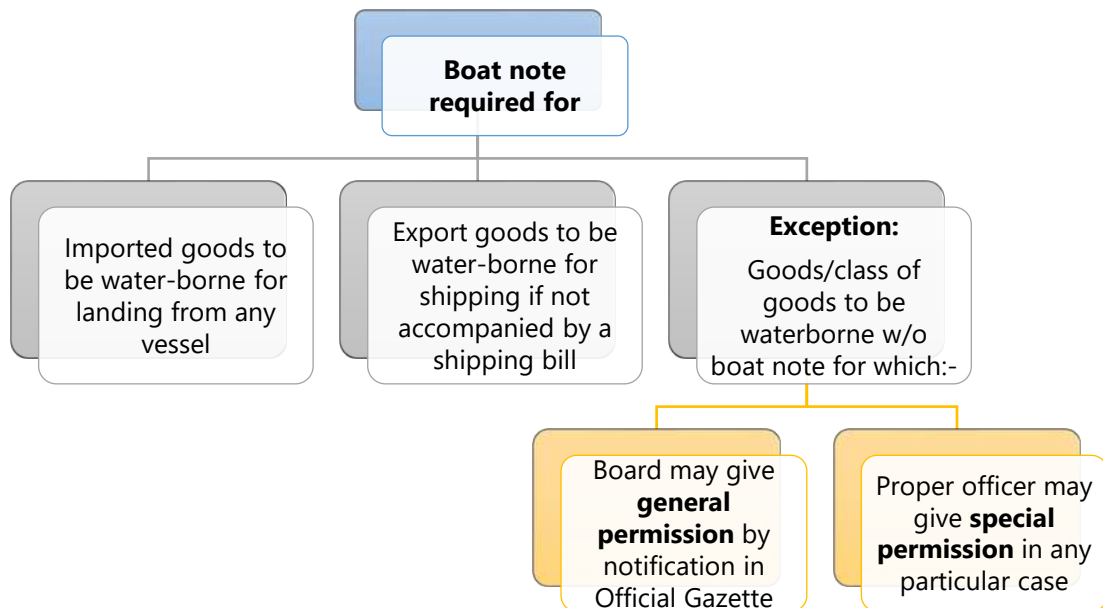 Boat note
required for
Imported goods to
be water-borne for
landing from any
vessel
Export goods to be
water-borne for
shipping if not
accompanied by a
shipping bill
Exception:
Goods/class of
goods to be
waterborne w/o
boat note for which:-
Board may give
general
permission by
notification in
Official Gazette
Proper officer may
give special
permission in any
particular case